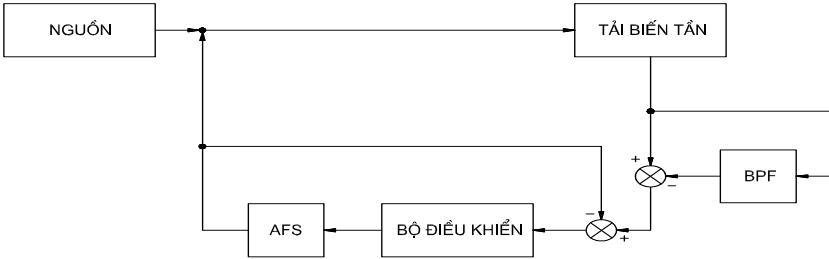 NGUỒN
TẢI BIẾN TẦN
+
−
BPF
−
+
AFS
BỘ ĐIỀU KHIỂN